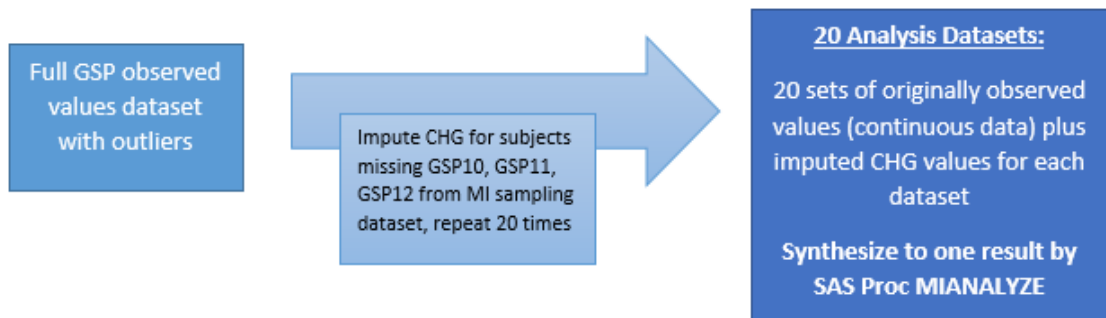 Full GSP observed
values dataset
with outliers
Impute CHG for subjects
missing GSP10, GSP11,
GSP12 from MI sampling
dataset, repeat 20 times
20 Analysis Datasets:
20 sets of originally observed
values (continuous data) plus
imputed CHG values for each
dataset
Synthesize to one result by
SAS Proc MIANALYZE